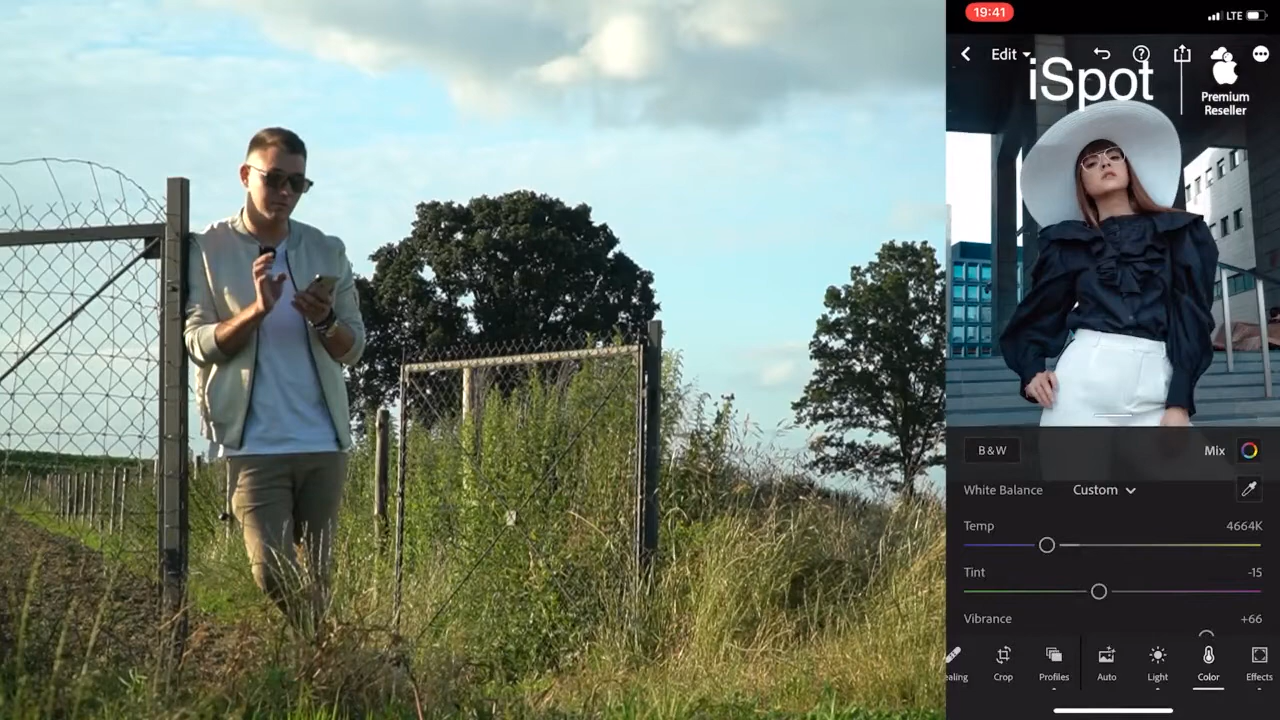 19:41
LTE
Edit
iSpot
Premium
Reseller
B&W
Mix
White Balance
Custom
Temp
4664K
Tint
-15
Vibrance
+66
ealing
Crop
Profiles
Auto
Light
Color
Effects